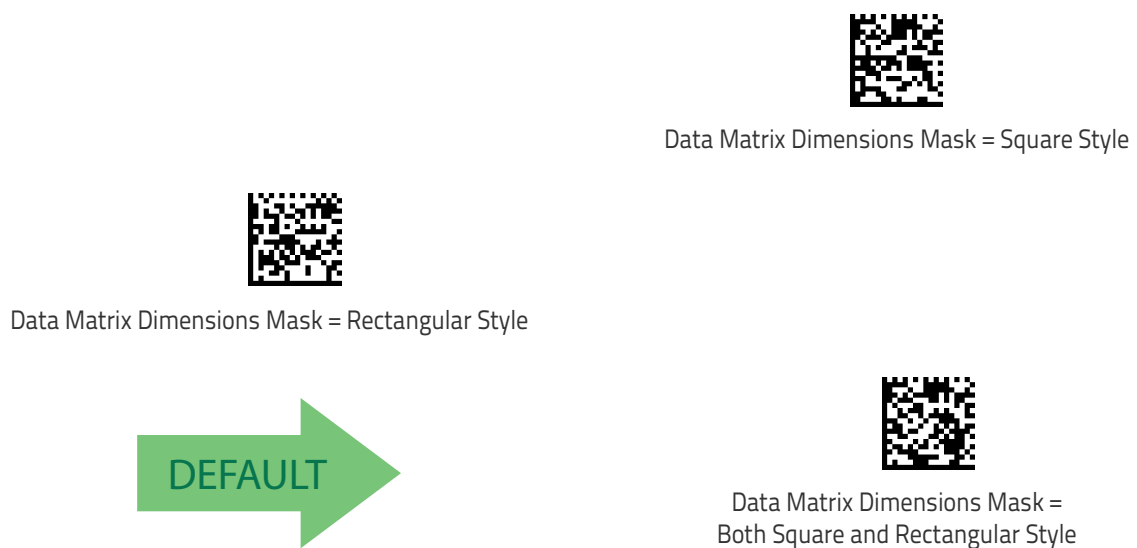 Data Matrix Dimensions Mask = Square Style
Data Matrix Dimensions Mask = Rectangular Style
DEFAULT
Data Matrix Dimensions Mask =
Both Square and Rectangular Style